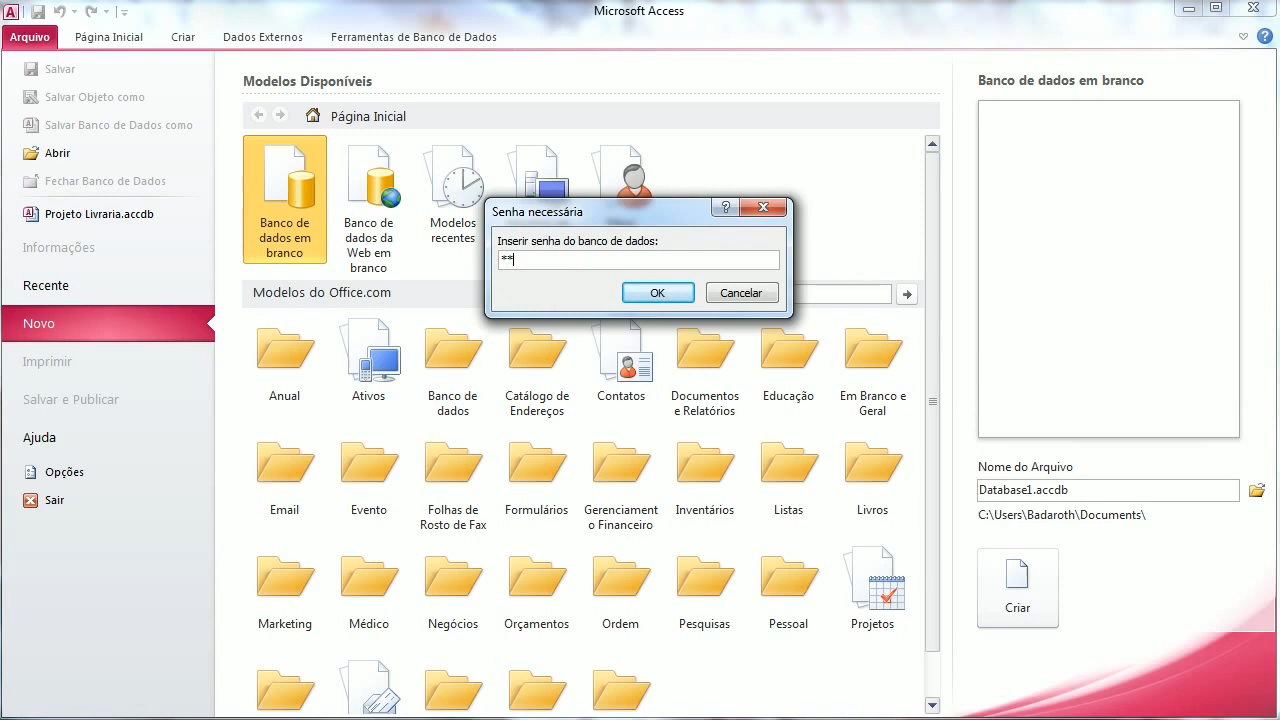 Microsoft Access
Arquivo
Página Inicial
Criar
Dados Externos
Ferramentas de Banco de Dados
Salvar
Salvar Objeto como
Salvar Banco de Dados como
Abrir
Fechar Banco de Dados
Projeto Livraria.accdb
Informações
Recente
Novo
Imprimir
Salvar e Publicar
Ajuda
Opções
Sair
Modelos Disponíveis
Página Inicial
Banco de
dados em
branco
Banco de
dados da
Web em
branco
Modelos
recentes
Senha necessária
Inserir senha do banco de dados:
**
OK
Cancelar
Modelos do Office.com
Anual
Ativos
Banco de
dados
Catálogo de
Endereços
Contatos
Documentos
e Relatórios
Educação
Em Branco e
Geral
Email
Evento
Folhas de
Rosto de Fax
Formulários
Gerenciament
o Financeiro
Inventários
Listas
Livros
Marketing
Médico
Negócios
Orçamentos
Ordem
Pesquisas
Pessoal
Projetos
Banco de dados em branco
Nome do Arquivo
Database1.accdb
C:\Users\Badaroth\Documents\
Criar